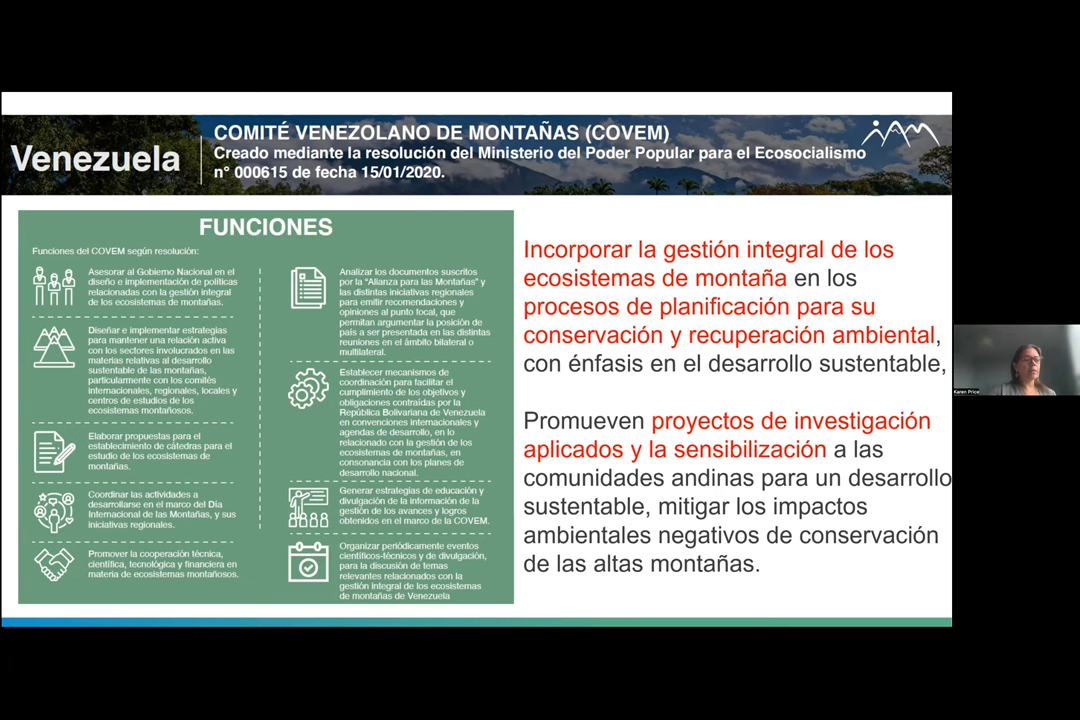 Venezuela
COMITÉ VENEZOLANO DE MONTAÑAS (COVEM)
Creado mediante la resolución del Ministerio del Poder Popular para el Ecosocialismo
n° 000615 de fecha 15/01/2020.
FUNCIONES
Funciones del COVEM según resolución:
Asesorar al Gobierno Nacional en el
diseño e implementación de políticas
relacionadas con la gestión integral
de los ecosistemas de montañas.
Diseñar e implementar estrategias
para mantener una relación activa
con los sectores involucrados en las
materias relativas al desarrollo
sustentable de las montañas,
particularmente con los comités
internacionales, regionales, locales y
centros de estudios de los
ecosistemas montañosos.
Elaborar propuestas para el
establecimiento de cátedras para el
estudio de los ecosistemas de
montañas.
Coordinar las actividades a
desarrollarse en el marco del Día
Internacional de las Montañas, y sus
iniciativas regionales.
Promover la cooperación técnica,
científica, tecnológica y financiera en
materia de ecosistemas montañosos.
Analizar los documentos suscritos
por la “Alianza para las Montañas” y
las distintas iniciativas regionales
para emitir recomendaciones y
opiniones al punto focal, que
permitan argumentar la posición de
país a ser presentada en las distintas
reuniones en el ámbito bilateral o
multilateral.
Establecer mecanismos de
coordinación para facilitar el
cumplimiento de los objetivos y
obligaciones contraídas por la
República Bolivariana de Venezuela
en convenciones internacionales y
agendas de desarrollo, en lo
relacionado con la gestión de los
ecosistemas de montañas, en
consonancia con los planes de
desarrollo nacional.
Generar estrategias de educación y
divulgación de la información de la
gestión de los avances y logros
obtenidos en el marco de la COVEM.
Organizar periódicamente eventos
científicos-técnicos y de divulgación,
para la discusión de temas
relevantes relacionados con la
gestión integral de los ecosistemas
de montañas de Venezuela
Incorporar la gestión integral de los
ecosistemas de montaña en los
procesos de planificación para su
conservación y recuperación ambiental,
con énfasis en el desarrollo sustentable,
Promueven proyectos de investigación
aplicados y la sensibilización a las
comunidades andinas para un desarrollo
sustentable, mitigar los impactos
ambientales negativos de conservación
de las altas montañas.
Karen Price